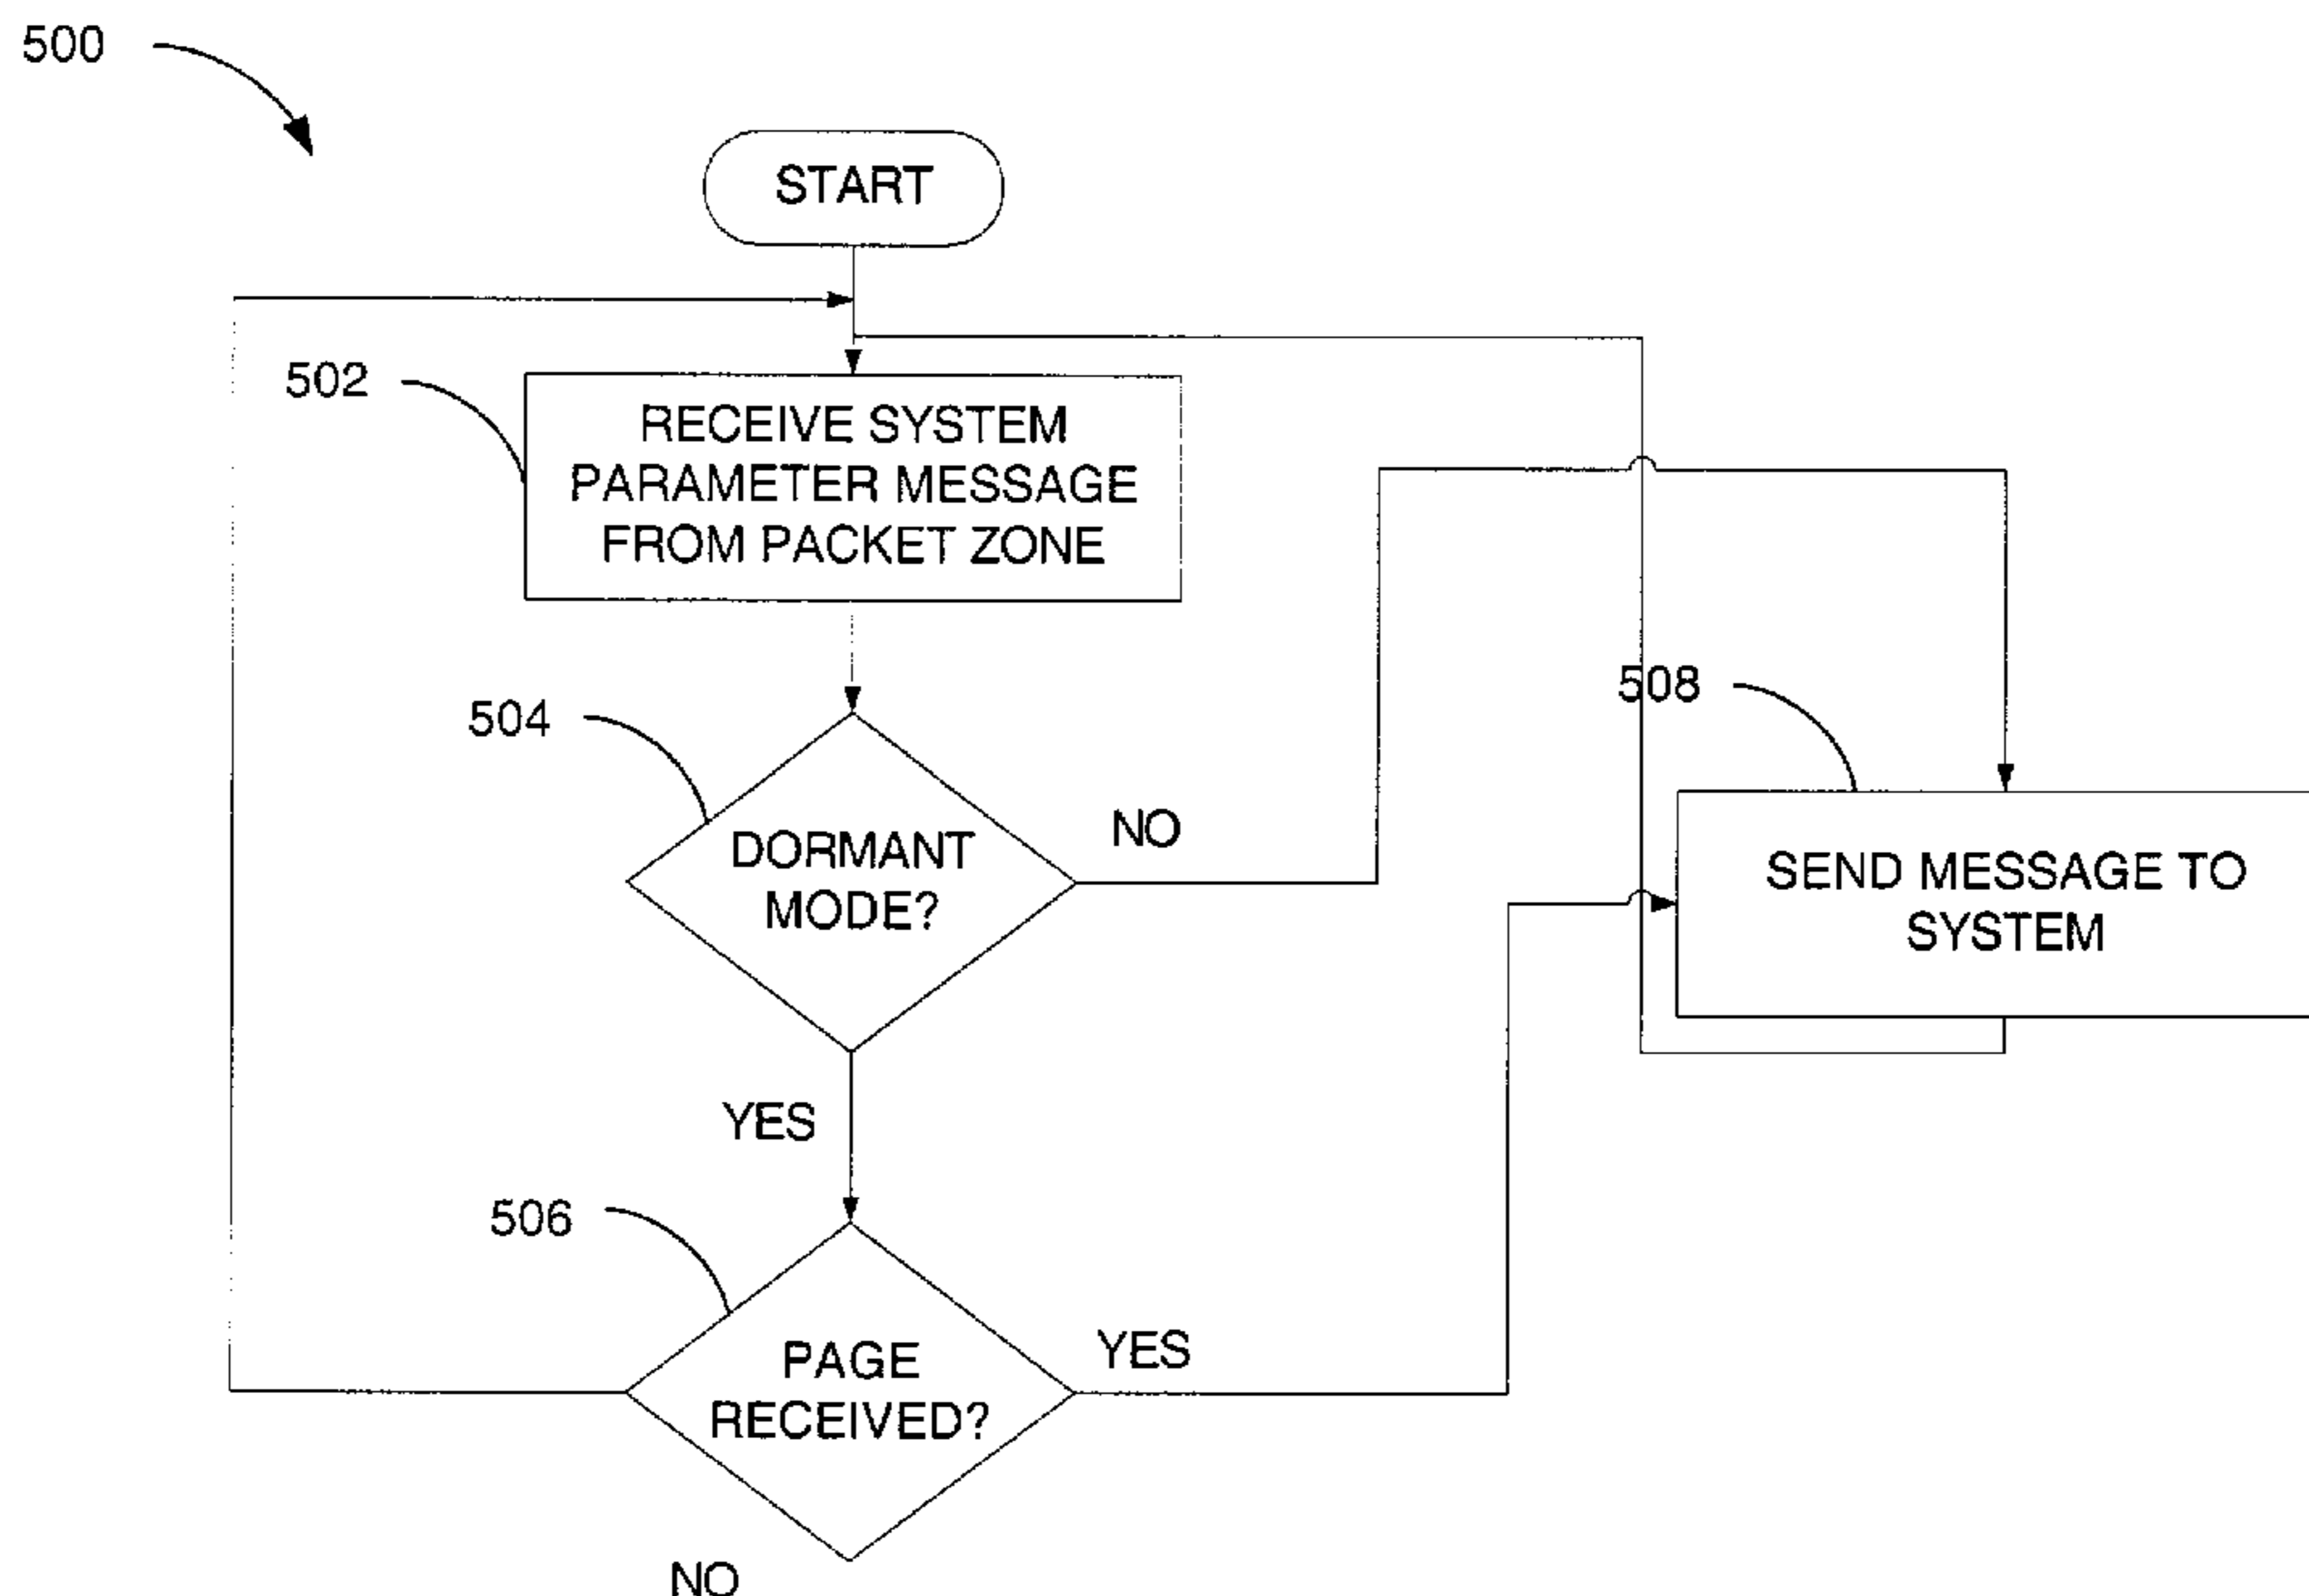 500
START
502
RECEIVE SYSTEM
PARAMETER MESSAGE
FROM PACKET ZONE
504
DORMANT
MODE?
NO
508
SEND MESSAGE TO
SYSTEM
YES
506
PAGE
RECEIVED?
YES
NO